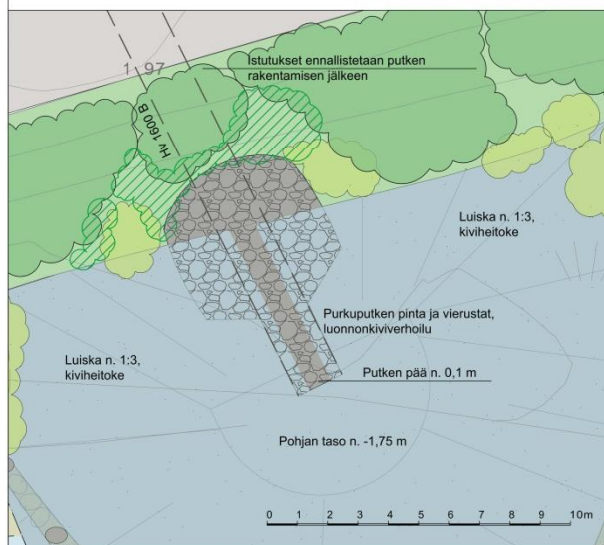 Istutukset ennallistetaan putken
rakentamisen jälkeen
1 97
Hv 1600 B
Luiska n. 1:3,
kiviheitoke
Purkuputken pinta ja vierustat,
luonnonkiviverhoilu
Luiska n. 1:3,
kiviheitoke
Putken pää n. 0,1 m
Pohjan taso n. -1,75 m
0 1 2 3 4 5 6 7 8 9 10m